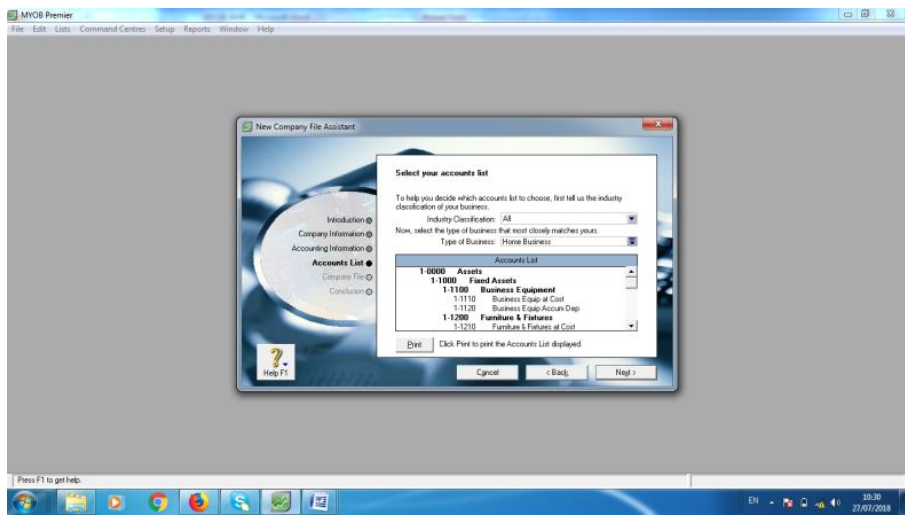 MYOB Premier
File Edit Lists Command Centres Setup Reports Window Help
New Company File Assistant
Select your accounts list
To help you decide which accounts list to choose, first tell us the industry
classification of your business.
Industry Classification: All
Now, select the type of business that most closely matches yours.
Type of Business: Home Business
Introduction
Company Information
Accounting Information
Accounts List
Company File
Conclusion
Accounts List
1-0000 Assets
1-1000 Fixed Assets
1-1100 Business Equipment
1-1110 Business Equip at Cost
1-1120 Business Equip Accum Dep
1-1200 Furniture & Fixtures
1-1210 Furniture & Fixtures at Cost
Print Click Print to print the Accounts List displayed.
Help F1
Cancel < Back Next >
Press F1 to get help.
EN 10:30
27/07/2018